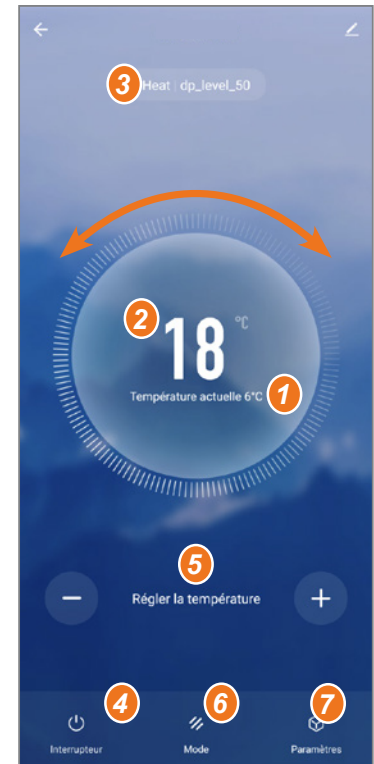 3
Heat | dp_level_50
2
18 °C
Température actuelle 6°C
1
5
Régler la température
4
6
7
Interrupteur
Mode
Paramètres